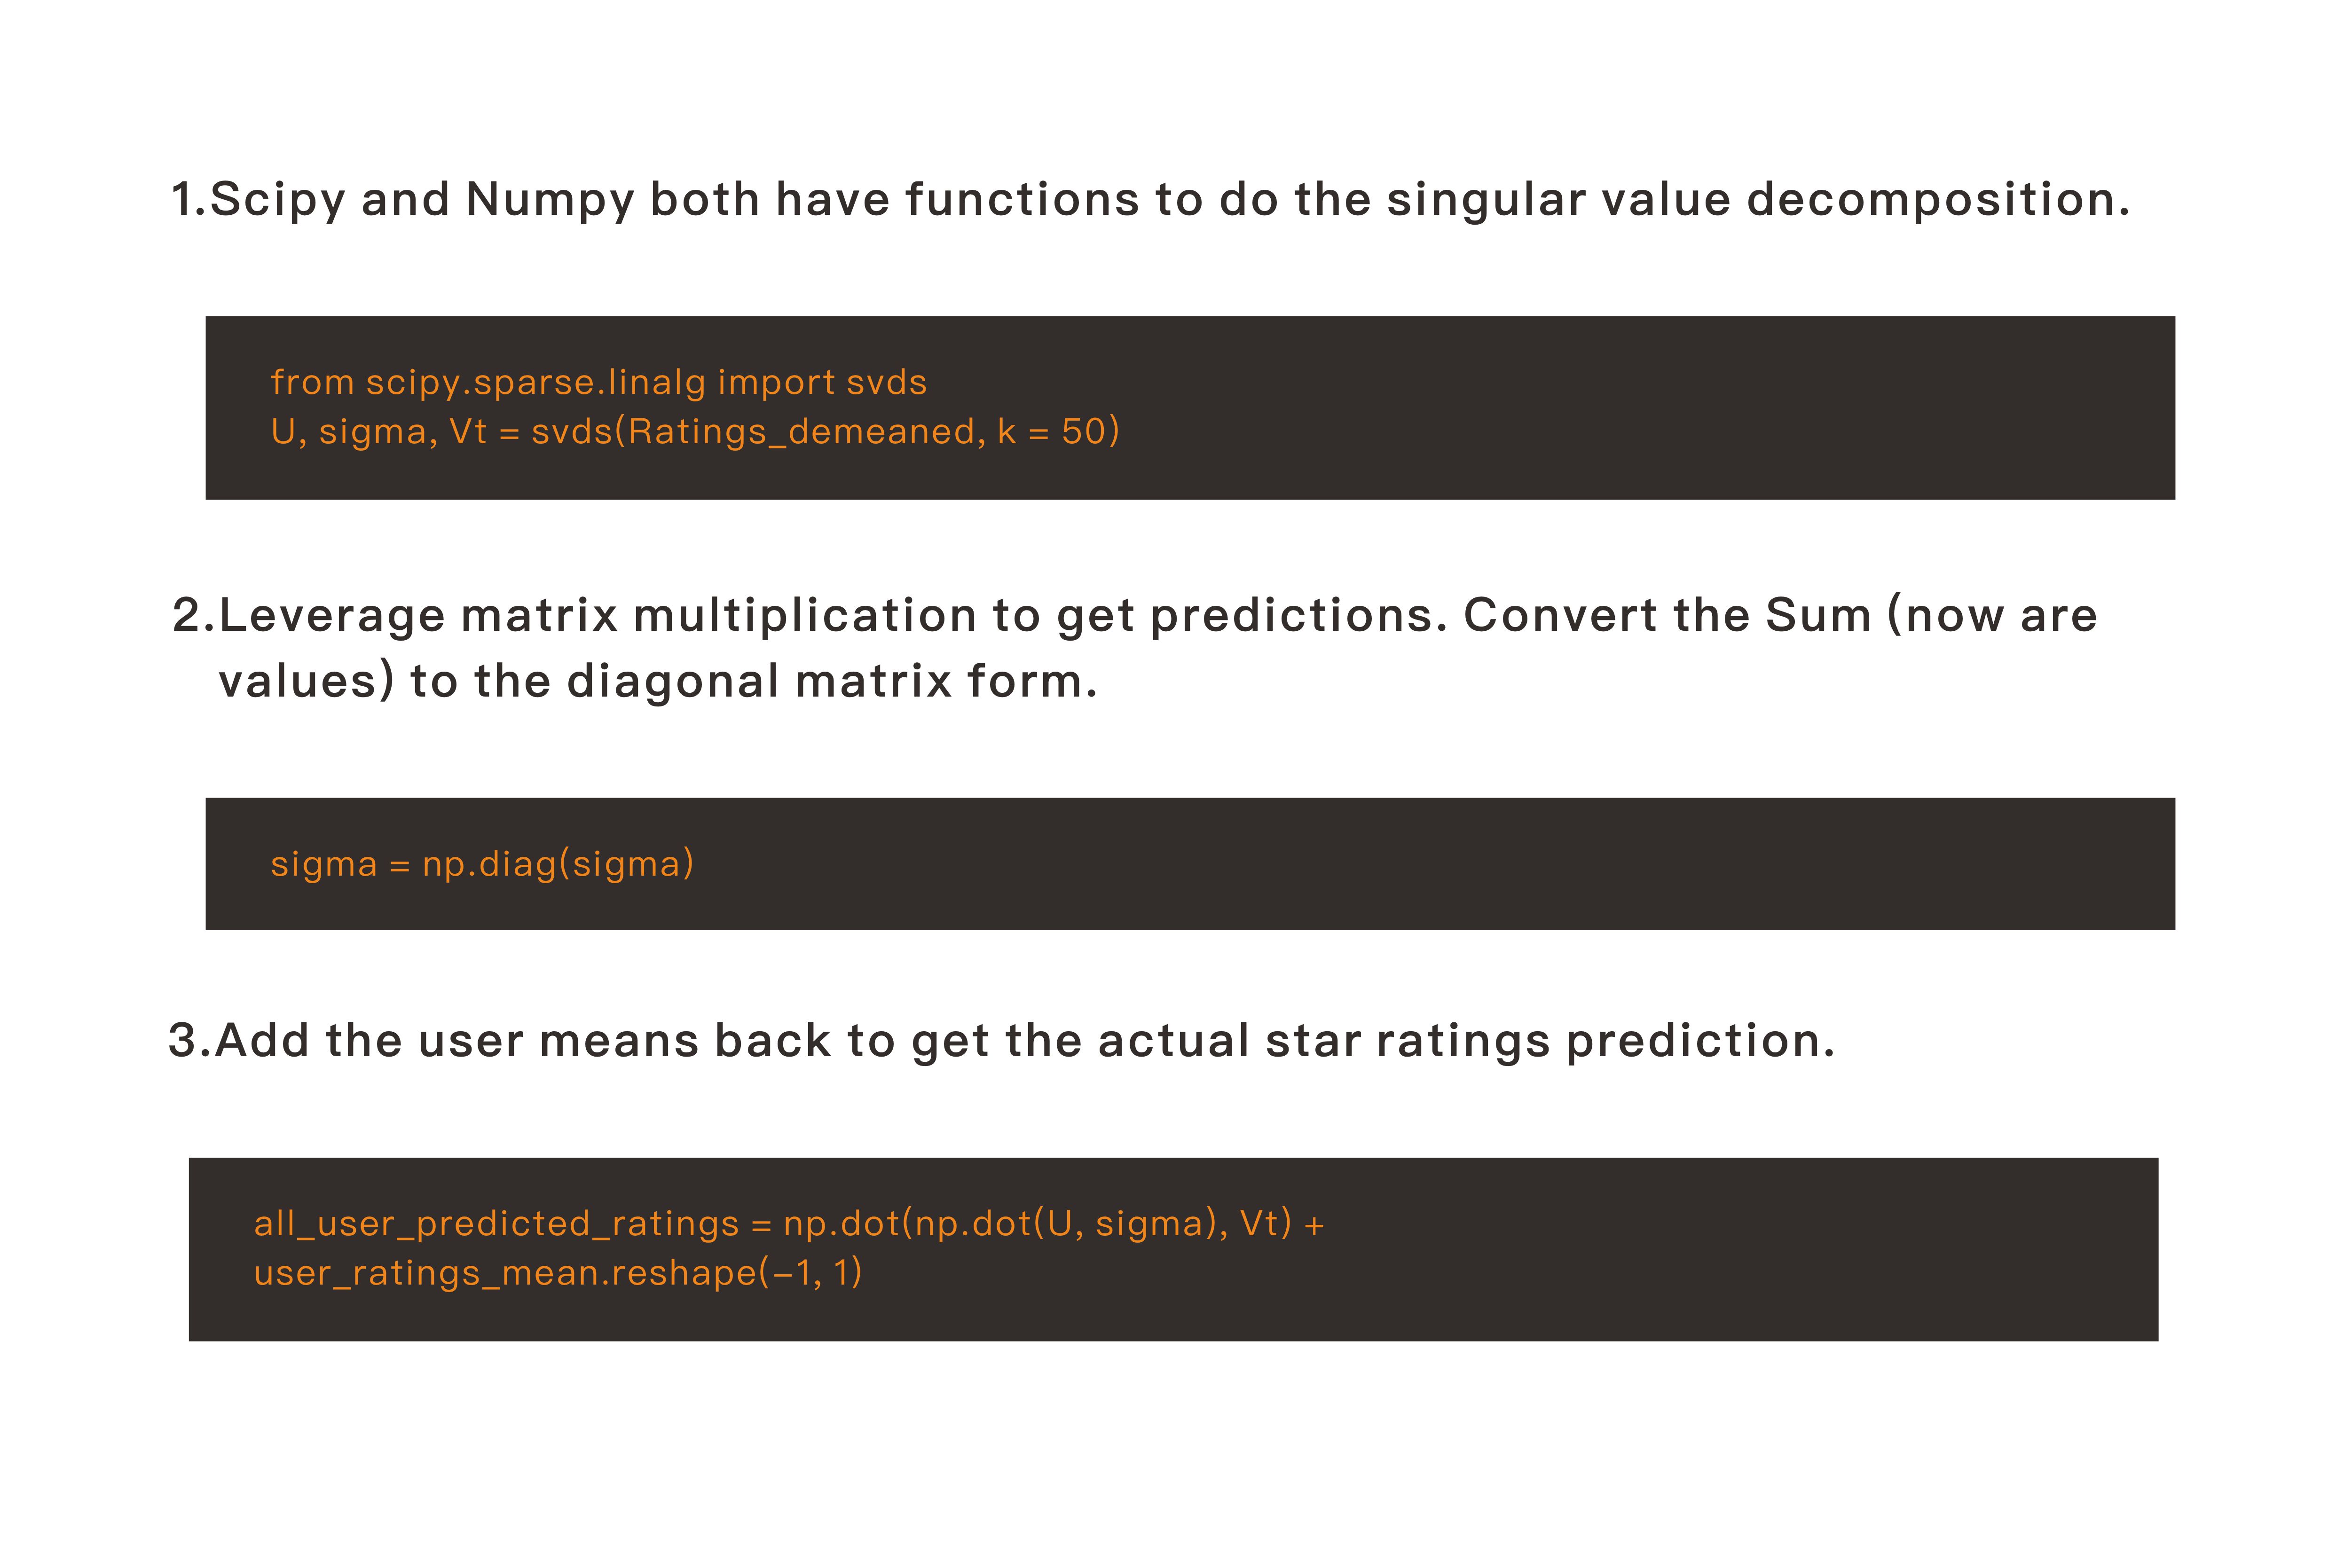 1.Scipy and Numpy both have functions to do the singular value decomposition.
from scipy.sparse.linalg import svds
U, sigma, Vt = svds(Ratings_demeaned, k = 50)
2.Leverage matrix multiplication to get predictions. Convert the Sum (now are
values) to the diagonal matrix form.
sigma = np.diag(sigma)
3.Add the user means back to get the actual star ratings prediction.
all_user_predicted_ratings = np.dot(np.dot(U, sigma), Vt) +
user_ratings_mean.reshape(-1, 1)